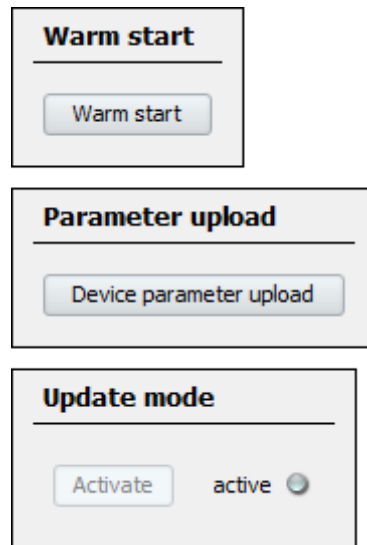 Warm start
Warm start
Parameter upload
Device parameter upload
Update mode
Activate active